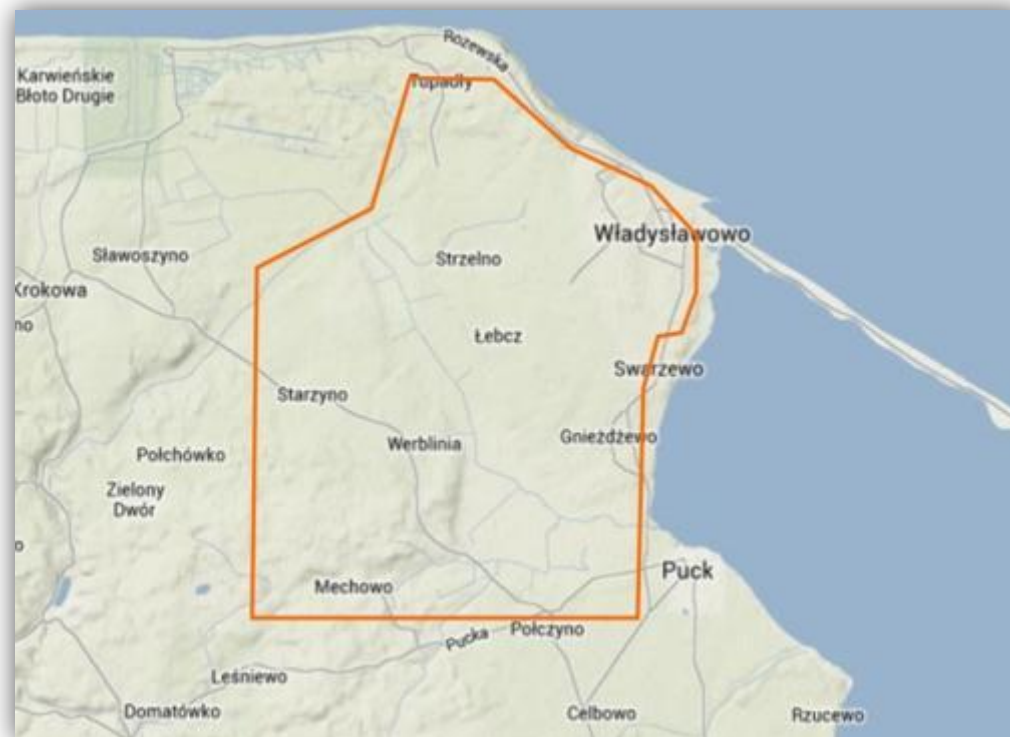 Rozewska
Karwieńskie
Błoto Drugie
Tupadły
Władysławowo
Sławoszyno
Strzelno
Krokowa
no
Łebcz
Swarzewo
Starzyno
Gnieżdżewo
Werblinia
Połchówko
Zielony
Dwór
o
Puck
Mechowo
Połczyno
Pucka
Leśniewo
Domatówko
Celbowo
Rzucewo